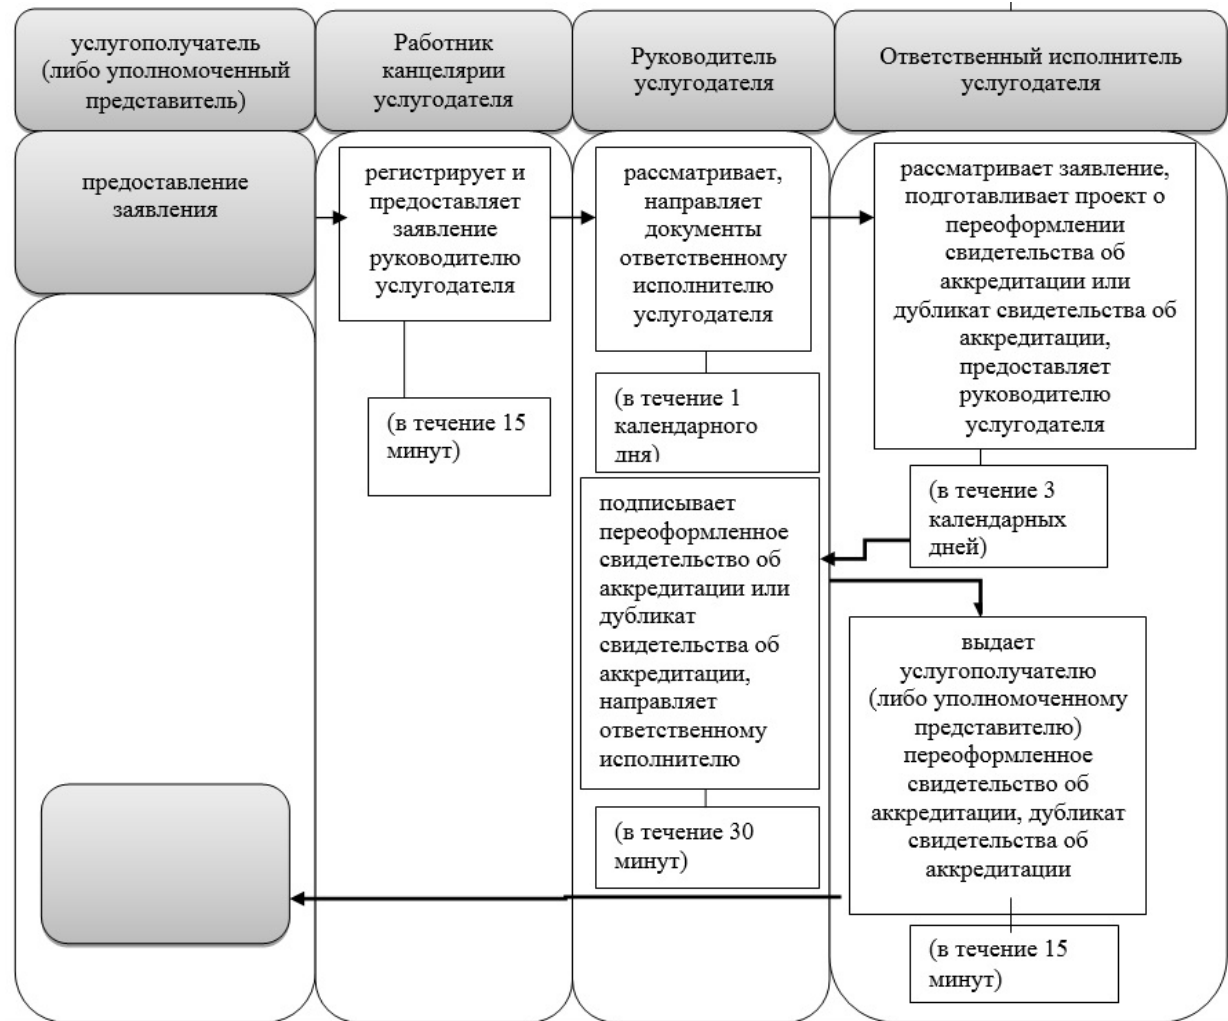 услугополучатель
(либо уполномоченный
представитель)
Работник
канцелярии
услугодателя
Руководитель
услугодателя
Ответственный исполнитель
услугодателя
предоставление
заявления
регистрирует и
предоставляет
заявление
руководителю
услугодателя
(в течение 15
минут)
рассматривает,
направляет
документы
ответственному
исполнителю
услугодателя
(в течение 1
календарного
дня)
рассматривает заявление,
подготавливает проект о
переоформлении
свидетельства об
аккредитации или
дубликат свидетельства об
аккредитации,
предоставляет
руководителю
услугодателя
(в течение 3
календарных
дней)
подписывает
переоформленное
свидетельство об
аккредитации или
дубликат
свидетельства об
аккредитации,
направляет
ответственному
исполнителю
(в течение 30
минут)
выдает
услугополучателю
(либо уполномоченному
представителю)
переоформленное
свидетельство об
аккредитации, дубликат
свидетельства об
аккредитации
(в течение 15
минут)